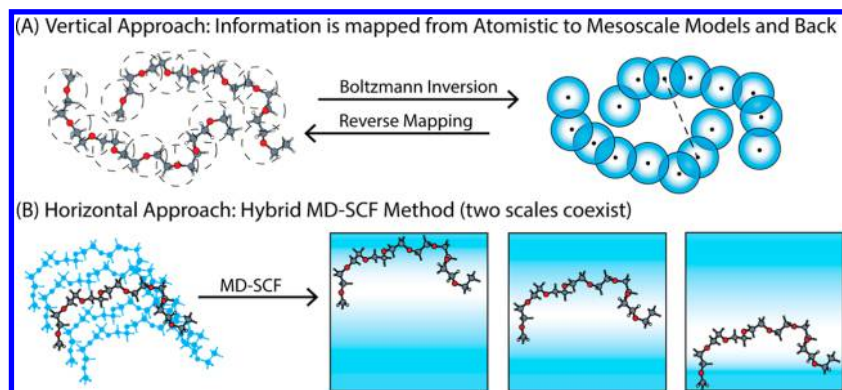 (A) Vertical Approach: Information is mapped from Atomistic to Mesoscale Models and Back
Boltzmann Inversion
Reverse Mapping
(B) Horizontal Approach: Hybrid MD-SCF Method (two scales coexist)
MD-SCF